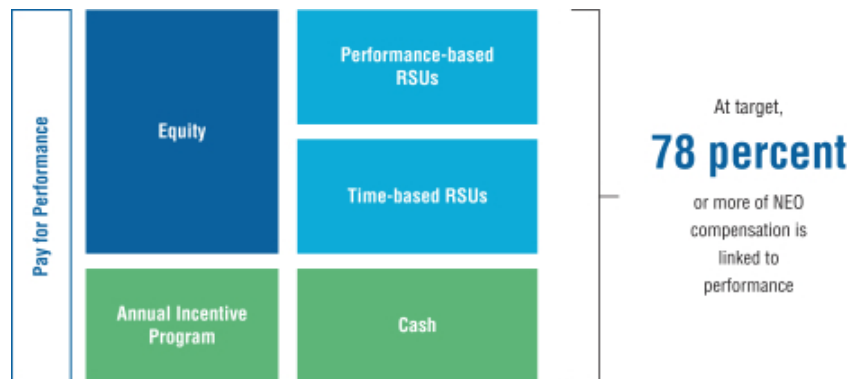 Pay for Performance
Equity
Performance-based
RSUs
Time-based RSUs
Annual Incentive
Program
Cash
At target,
78 percent
or more of NEO
compensation is
linked to
performance